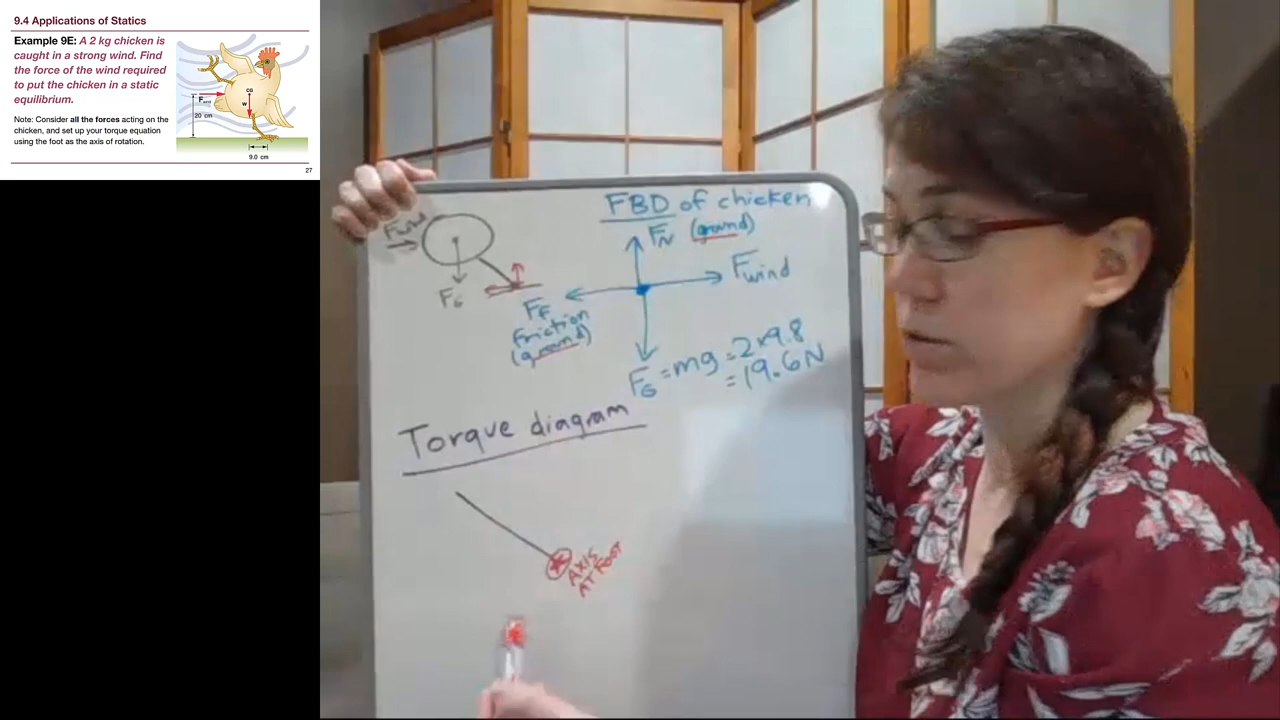 9.4 Applications of Statics
Example 9E: A 2 kg chicken is
caught in a strong wind. Find
the force of the wind required
to put the chicken in a static
equilibrium.
Note: Consider all the forces acting on the
chicken, and set up your torque equation
using the foot as the axis of rotation.
CG
Fwind
w
20 cm
9.0 cm
27
FBD of chicken
FN (ground)
Fwind
Fwind
FG
FF
friction
(ground)
FG = mg = 2x9.8
= 19.6N
Torque diagram
AXIS
AT FOOT